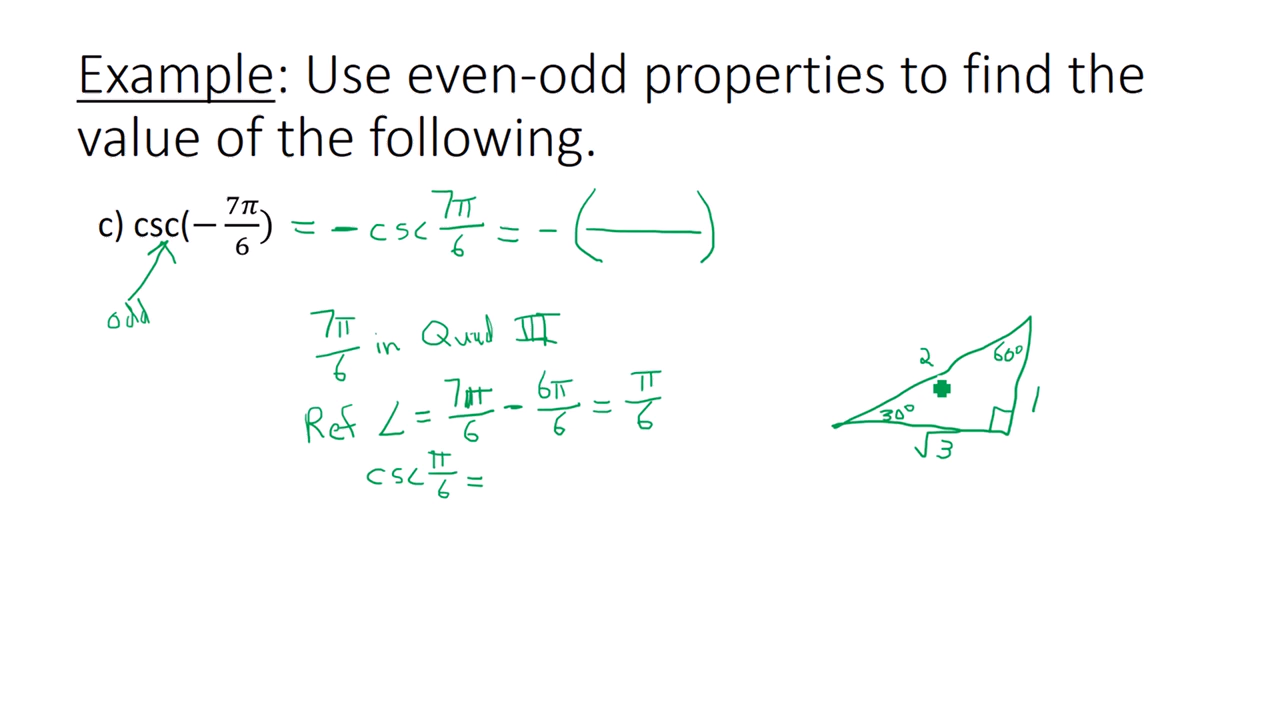 Example: Use even-odd properties to find the
value of the following.
c) csc(−7π/6) = - csc 7π/6 = - (——)
odd
7π/6 in Quad III
Ref ∠ = 7π/6 - 6π/6 = π/6
csc π/6 =
2
60°
30°
1
√3